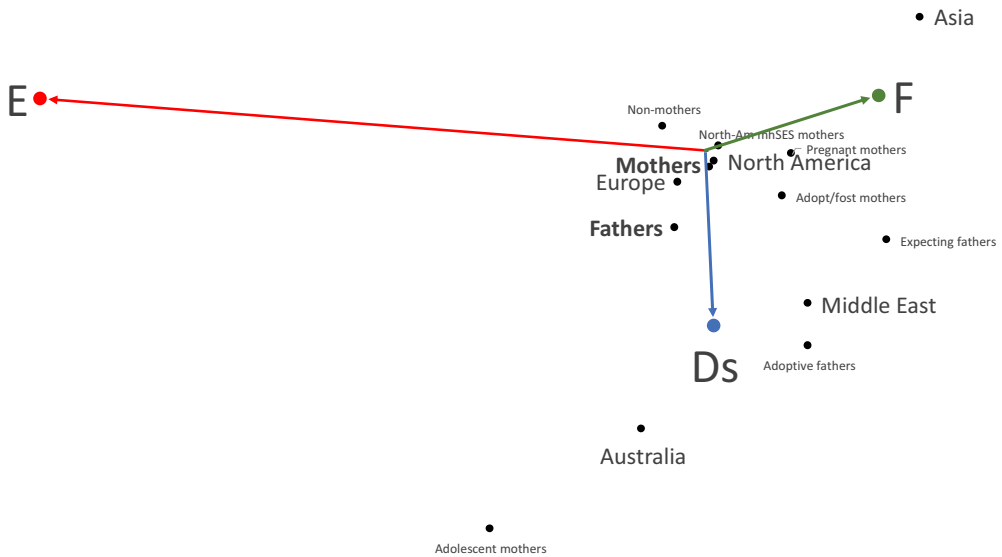 Asia
E
F
Non-mothers
North-Am mhSES mothers
Pregnant mothers
Mothers
North America
Europe
Adopt/fost mothers
Fathers
Expecting fathers
Middle East
Ds
Adoptive fathers
Australia
Adolescent mothers